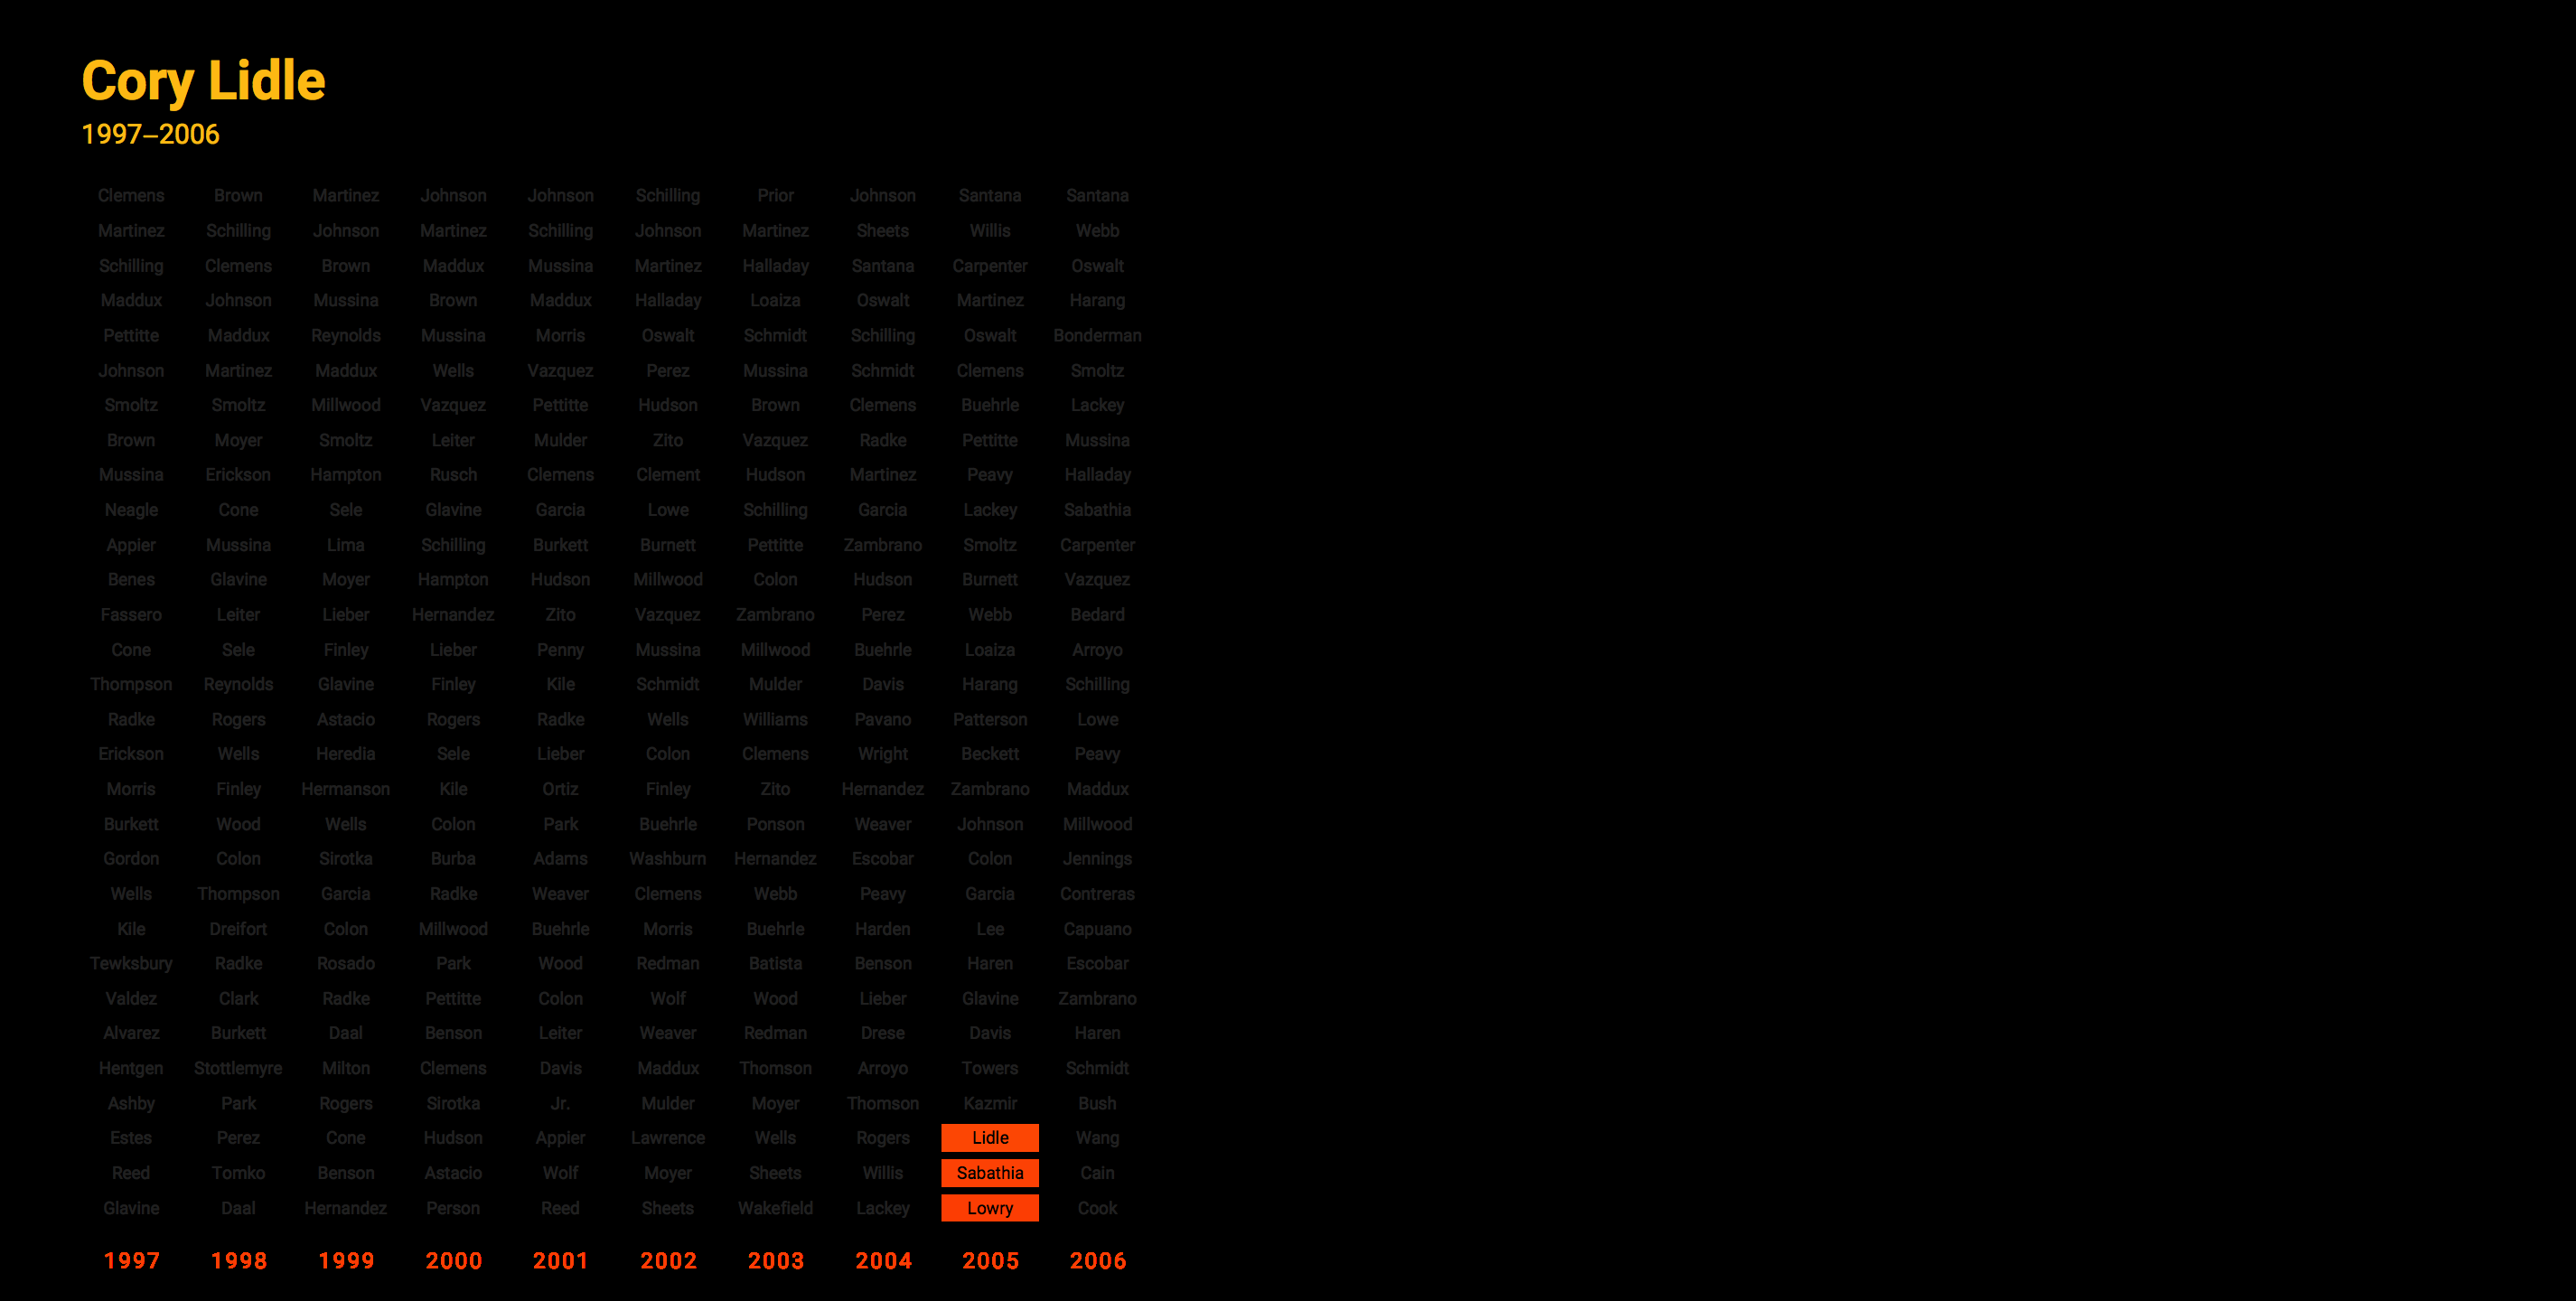 Cory Lidle
1997–2006
Clemens Brown Martinez Johnson Johnson Schilling Prior Johnson Santana Santana
Martinez Schilling Johnson Martinez Schilling Johnson Martinez Sheets Willis Webb
Schilling Clemens Brown Maddux Mussina Martinez Halladay Santana Carpenter Oswalt
Maddux Johnson Mussina Brown Maddux Halladay Loaiza Oswalt Martinez Harang
Pettitte Maddux Reynolds Mussina Morris Oswalt Schmidt Schilling Oswalt Bonderman
Johnson Martinez Maddux Wells Vazquez Perez Mussina Schmidt Clemens Smoltz
Smoltz Smoltz Millwood Vazquez Pettitte Hudson Brown Clemens Buehrle Lackey
Brown Moyer Smoltz Leiter Mulder Zito Vazquez Radke Pettitte Mussina
Mussina Erickson Hampton Rusch Clemens Clement Hudson Martinez Peavy Halladay
Neagle Cone Sele Glavine Garcia Lowe Schilling Garcia Lackey Sabathia
Appier Mussina Lima Schilling Burkett Burnett Pettitte Zambrano Smoltz Carpenter
Benes Glavine Moyer Hampton Hudson Millwood Colon Hudson Burnett Vazquez
Fassero Leiter Lieber Hernandez Zito Vazquez Zambrano Perez Webb Bedard
Cone Sele Finley Lieber Penny Mussina Millwood Buehrle Loaiza Arroyo
Thompson Reynolds Glavine Finley Kile Schmidt Mulder Davis Harang Schilling
Radke Rogers Astacio Rogers Radke Wells Williams Pavano Patterson Lowe
Erickson Wells Heredia Sele Lieber Colon Clemens Wright Beckett Peavy
Morris Finley Hermanson Kile Ortiz Finley Zito Hernandez Zambrano Maddux
Burkett Wood Wells Colon Park Buehrle Ponson Weaver Johnson Millwood
Gordon Colon Sirotka Burba Adams Washburn Hernandez Escobar Colon Jennings
Wells Thompson Garcia Radke Weaver Clemens Webb Peavy Garcia Contreras
Kile Dreifort Colon Millwood Buehrle Morris Buehrle Harden Lee Capuano
Tewksbury Radke Rosado Park Wood Redman Batista Benson Haren Escobar
Valdez Clark Radke Pettitte Colon Wolf Wood Lieber Glavine Zambrano
Alvarez Burkett Daal Benson Leiter Weaver Redman Drese Davis Haren
Hentgen Stottlemyre Milton Clemens Davis Maddux Thomson Arroyo Towers Schmidt
Ashby Park Rogers Sirotka Jr. Mulder Moyer Thomson Kazmir Bush
Estes Perez Cone Hudson Appier Lawrence Wells Rogers Lidle Wang
Reed Tomko Benson Astacio Wolf Moyer Sheets Willis Sabathia Cain
Glavine Daal Hernandez Person Reed Sheets Wakefield Lackey Lowry Cook
1997 1998 1999 2000 2001 2002 2003 2004 2005 2006